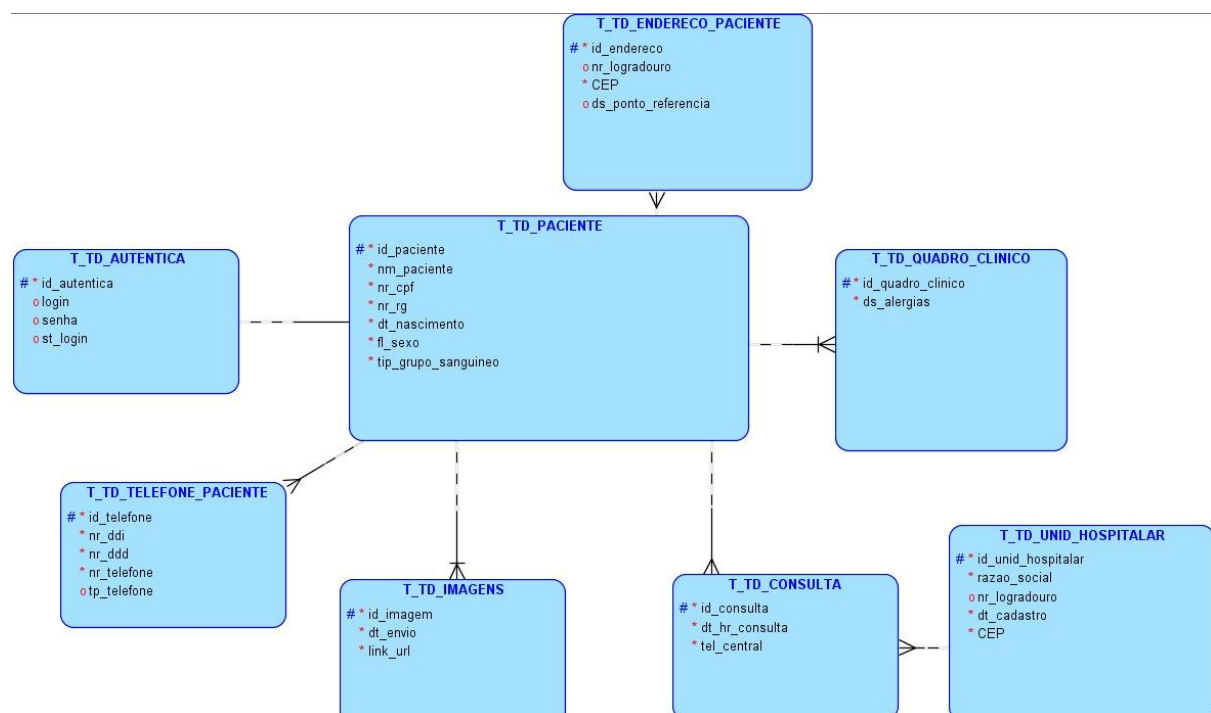 T_TD_ENDERECO_PACIENTE
# * id_endereco
o nr_logradouro
* CEP
o ds_ponto_referencia
T_TD_PACIENTE
# * id_paciente
* nm_paciente
* nr_cpf
* nr_rg
* dt_nascimento
* fl_sexo
* tip_grupo_sanguineo
T_TD_AUTENTICA
# * id_autentica
o login
o senha
o st_login
T_TD_QUADRO_CLINICO
# * id_quadro_clinico
* ds_alergias
T_TD_TELEFONE_PACIENTE
# * id_telefone
* nr_ddi
* nr_ddd
* nr_telefone
o tp_telefone
T_TD_IMAGENS
# * id_imagem
* dt_envio
* link_url
T_TD_CONSULTA
# * id_consulta
* dt_hr_consulta
* tel_central
T_TD_UNID_HOSPITALAR
# * id_unid_hospitalar
* razao_social
o nr_logradouro
* dt_cadastro
* CEP